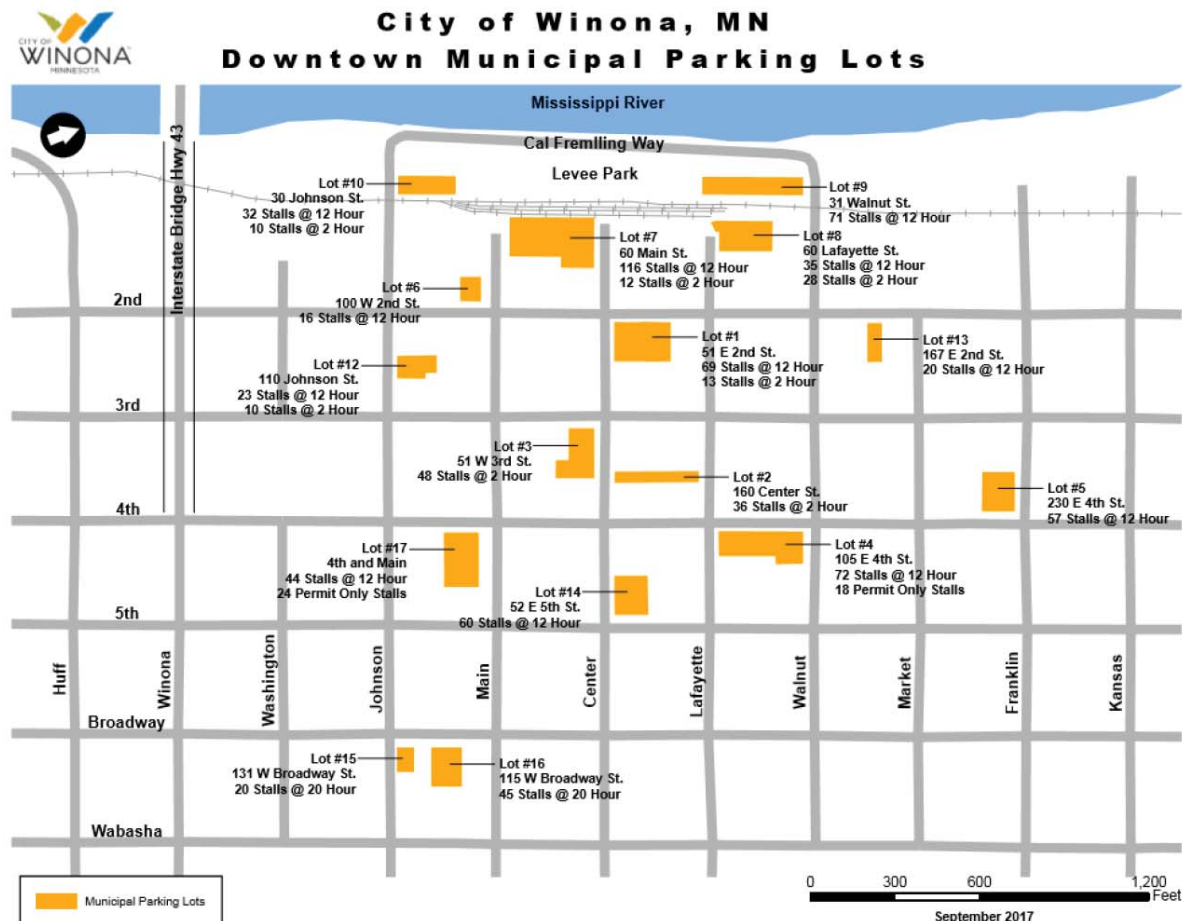 CITY OF
WINONA
MINNESOTA
City of Winona, MN
Downtown Municipal Parking Lots
Mississippi River
Cal Fremlling Way
Levee Park
Interstate Bridge Hwy 43
Lot #10
30 Johnson St.
32 Stalls @ 12 Hour
10 Stalls @ 2 Hour
Lot #9
31 Walnut St.
71 Stalls @ 12 Hour
Lot #7
60 Main St.
116 Stalls @ 12 Hour
12 Stalls @ 2 Hour
Lot #8
60 Lafayette St.
35 Stalls @ 12 Hour
28 Stalls @ 2 Hour
Lot #6
100 W 2nd St.
16 Stalls @ 12 Hour
2nd
Lot #1
51 E 2nd St.
69 Stalls @ 12 Hour
13 Stalls @ 2 Hour
Lot #13
167 E 2nd St.
20 Stalls @ 12 Hour
Lot #12
110 Johnson St.
23 Stalls @ 12 Hour
10 Stalls @ 2 Hour
3rd
Lot #3
51 W 3rd St.
48 Stalls @ 2 Hour
Lot #2
160 Center St.
36 Stalls @ 2 Hour
Lot #5
230 E 4th St.
57 Stalls @ 12 Hour
4th
Lot #17
4th and Main
44 Stalls @ 12 Hour
24 Permit Only Stalls
Lot #4
105 E 4th St.
72 Stalls @ 12 Hour
18 Permit Only Stalls
Lot #14
52 E 5th St.
60 Stalls @ 12 Hour
5th
Huff
Winona
Washington
Johnson
Main
Center
Lafayette
Walnut
Market
Franklin
Kansas
Broadway
Lot #15
131 W Broadway St.
20 Stalls @ 20 Hour
Lot #16
115 W Broadway St.
45 Stalls @ 20 Hour
Wabasha
Municipal Parking Lots
0 300 600 1,200
Feet
September 2017